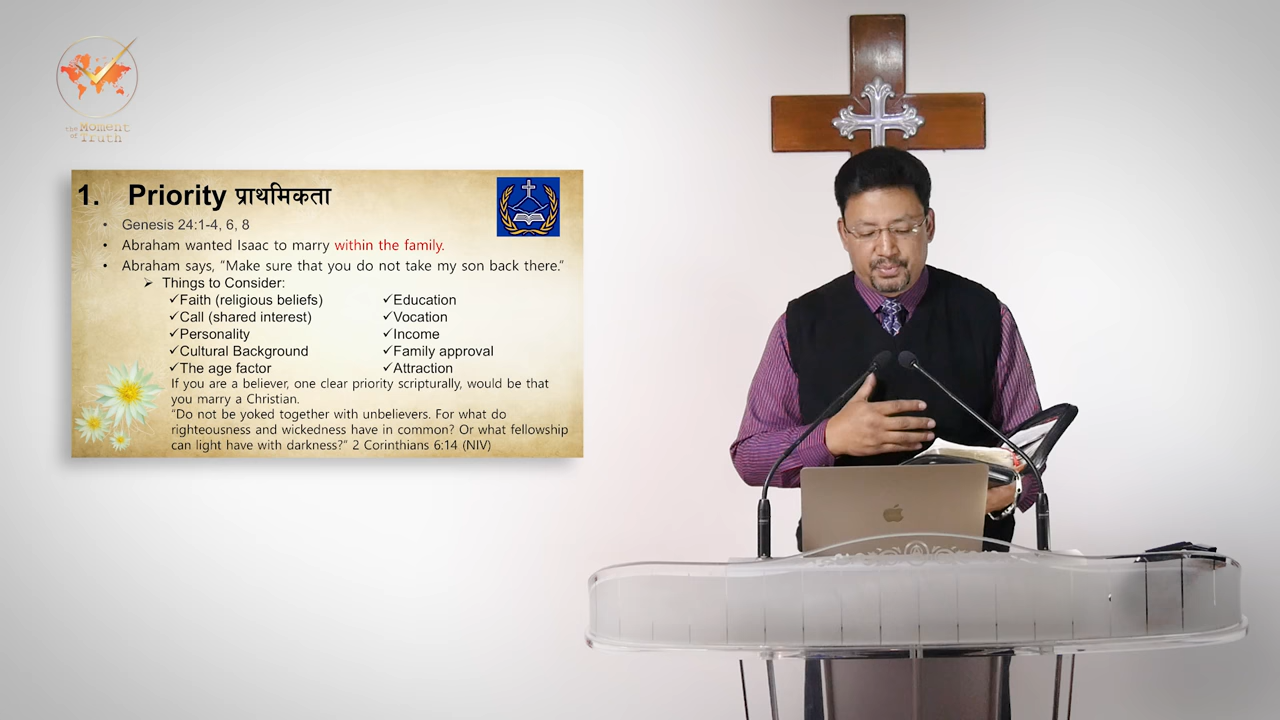 the Moment
of Truth
1. Priority प्राथमिकता
• Genesis 24:1-4, 6, 8
• Abraham wanted Isaac to marry within the family.
• Abraham says, “Make sure that you do not take my son back there.”
➢ Things to Consider:
✓Faith (religious beliefs)
✓Call (shared interest)
✓Personality
✓Cultural Background
✓The age factor
✓Education
✓Vocation
✓Income
✓Family approval
✓Attraction
If you are a believer, one clear priority scripturally, would be that
you marry a Christian.
“Do not be yoked together with unbelievers. For what do
righteousness and wickedness have in common? Or what fellowship
can light have with darkness?” 2 Corinthians 6:14 (NIV)